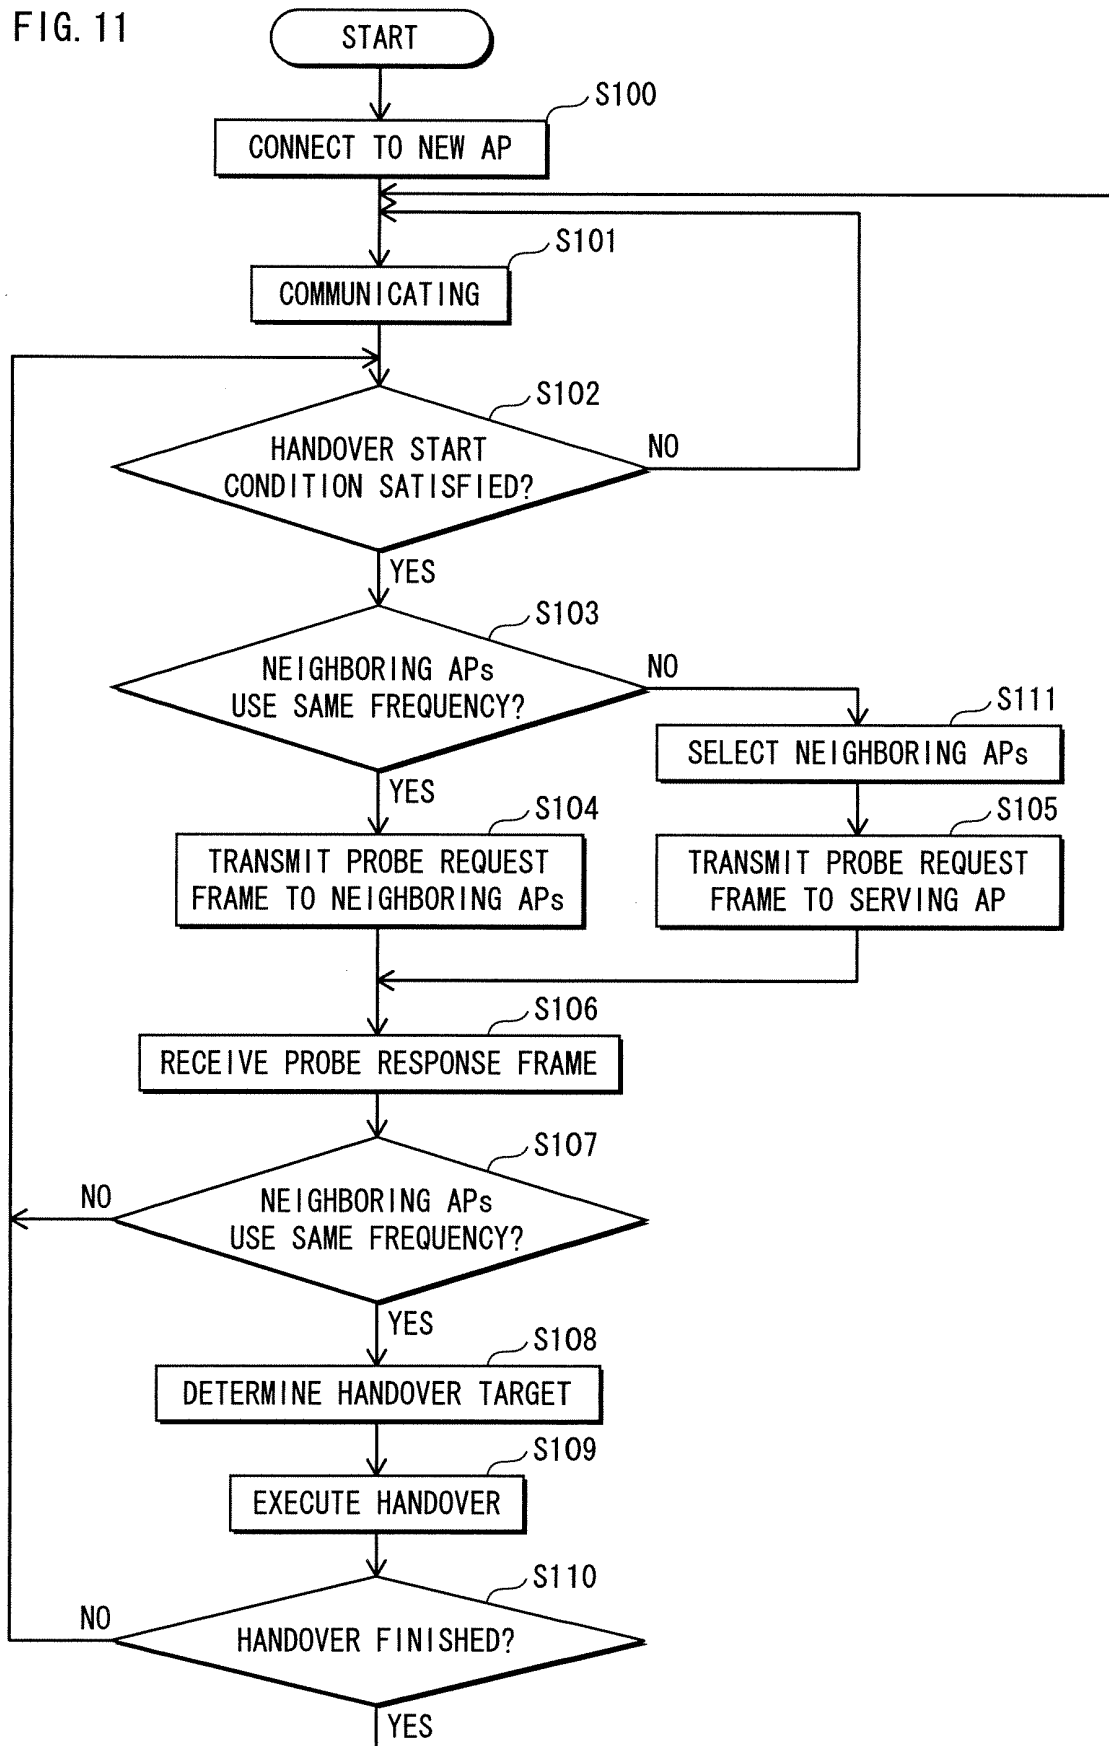 FIG. 11
START
S100
CONNECT TO NEW AP
S101
COMMUNICATING
S102
HANDOVER START
CONDITION SATISFIED?
NO
YES
S103
NEIGHBORING APs
USE SAME FREQUENCY?
NO
S111
SELECT NEIGHBORING APs
YES
S104
TRANSMIT PROBE REQUEST
FRAME TO NEIGHBORING APs
S105
TRANSMIT PROBE REQUEST
FRAME TO SERVING AP
S106
RECEIVE PROBE RESPONSE FRAME
S107
NEIGHBORING APs
USE SAME FREQUENCY?
NO
YES
S108
DETERMINE HANDOVER TARGET
S109
EXECUTE HANDOVER
S110
HANDOVER FINISHED?
NO
YES